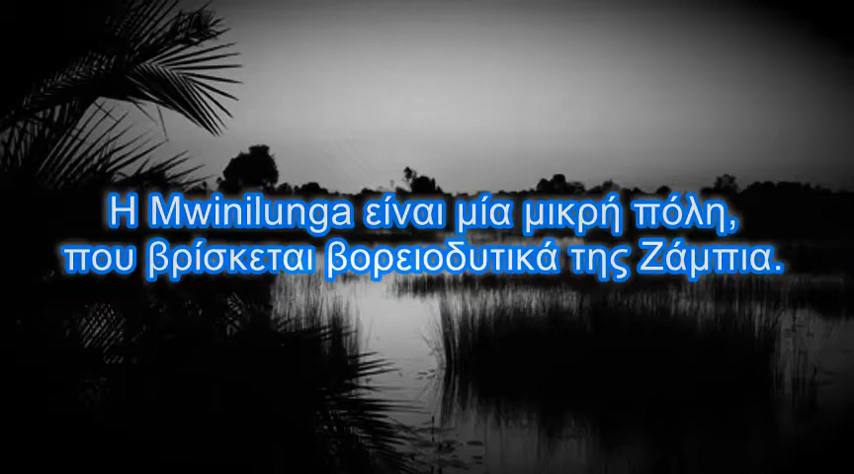 Η Mwinilunga είναι μία μικρή πόλη,
που βρίσκεται βορειοδυτικά της Ζάμπια.